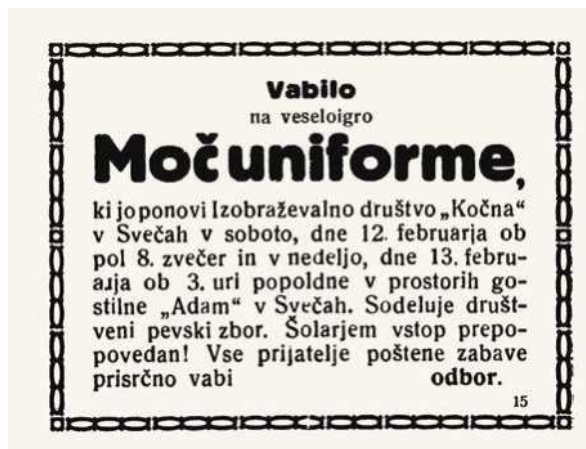 Vabilo
na veseloigro
Moč uniforme,
ki jo ponovi Izobraževalno društvo „Kočna“
v Svečah v soboto, dne 12. februarja ob
pol 8. zvečer in v nedeljo, dne 13. febru-
arja ob 3. uri popoldne v prostorih go-
stilne „Adam“ v Svečah. Sodeluje društ-
veni pevski zbor. Šolarjem vstop prepo-
povedan! Vse prijatelje poštene zabave
prisrčno vabi odbor.
15